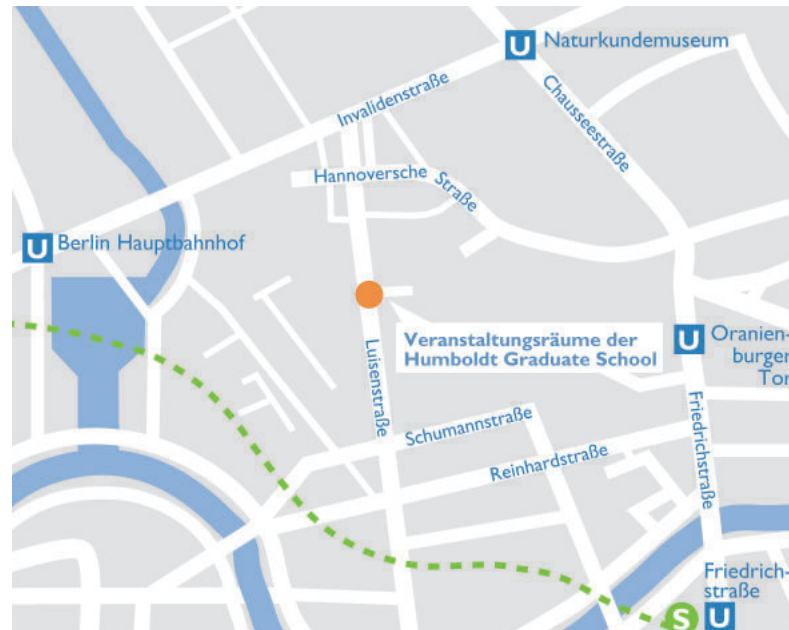 U Naturkundemuseum
Invalidenstraße
Chausseestraße
Hannoversche
Straße
U Berlin Hauptbahnhof
Veranstaltungsräume der
Humboldt Graduate School
U Oranien-
burger
Tor
Luisenstraße
Schumannstraße
Reinhardstraße
Friedrichstraße
Friedrich-
straße
S U